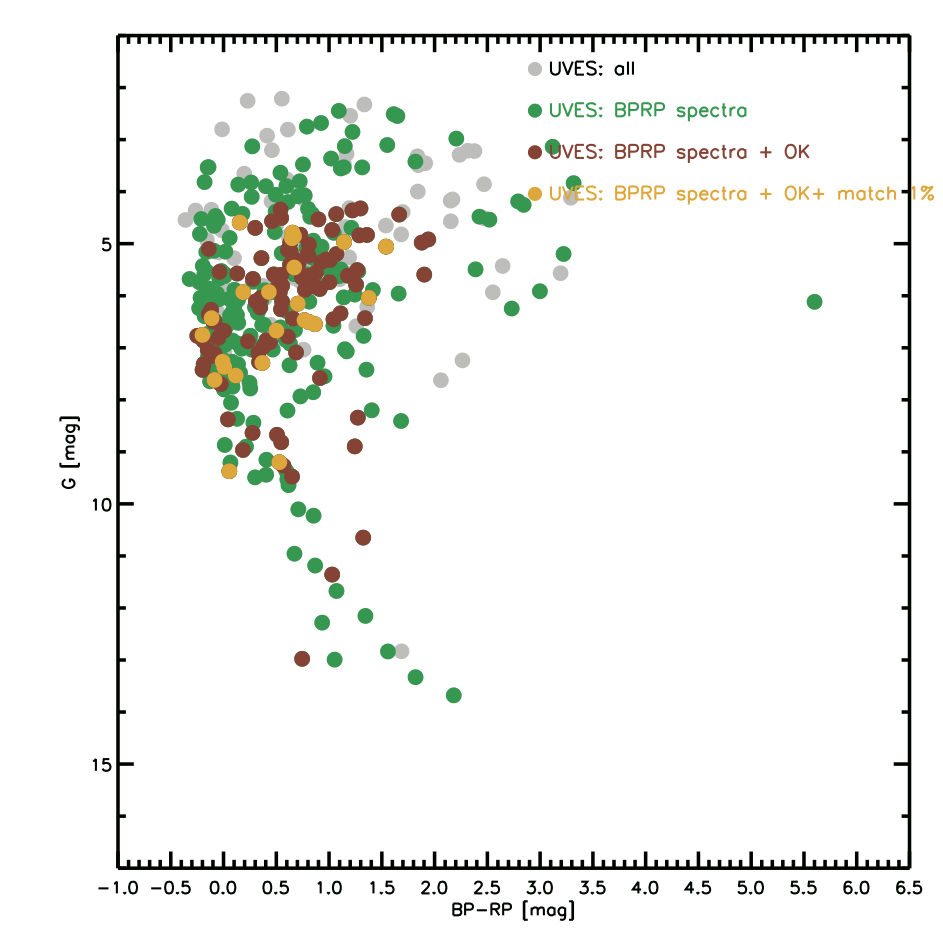 UVES: all
UVES: BPRP spectra
UVES: BPRP spectra + OK
UVES: BPRP spectra + OK+ match 1%
G [mag]
5
10
15
-1.0 -0.5 0.0 0.5 1.0 1.5 2.0 2.5 3.0 3.5 4.0 4.5 5.0 5.5 6.0 6.5
BP-RP [mag]